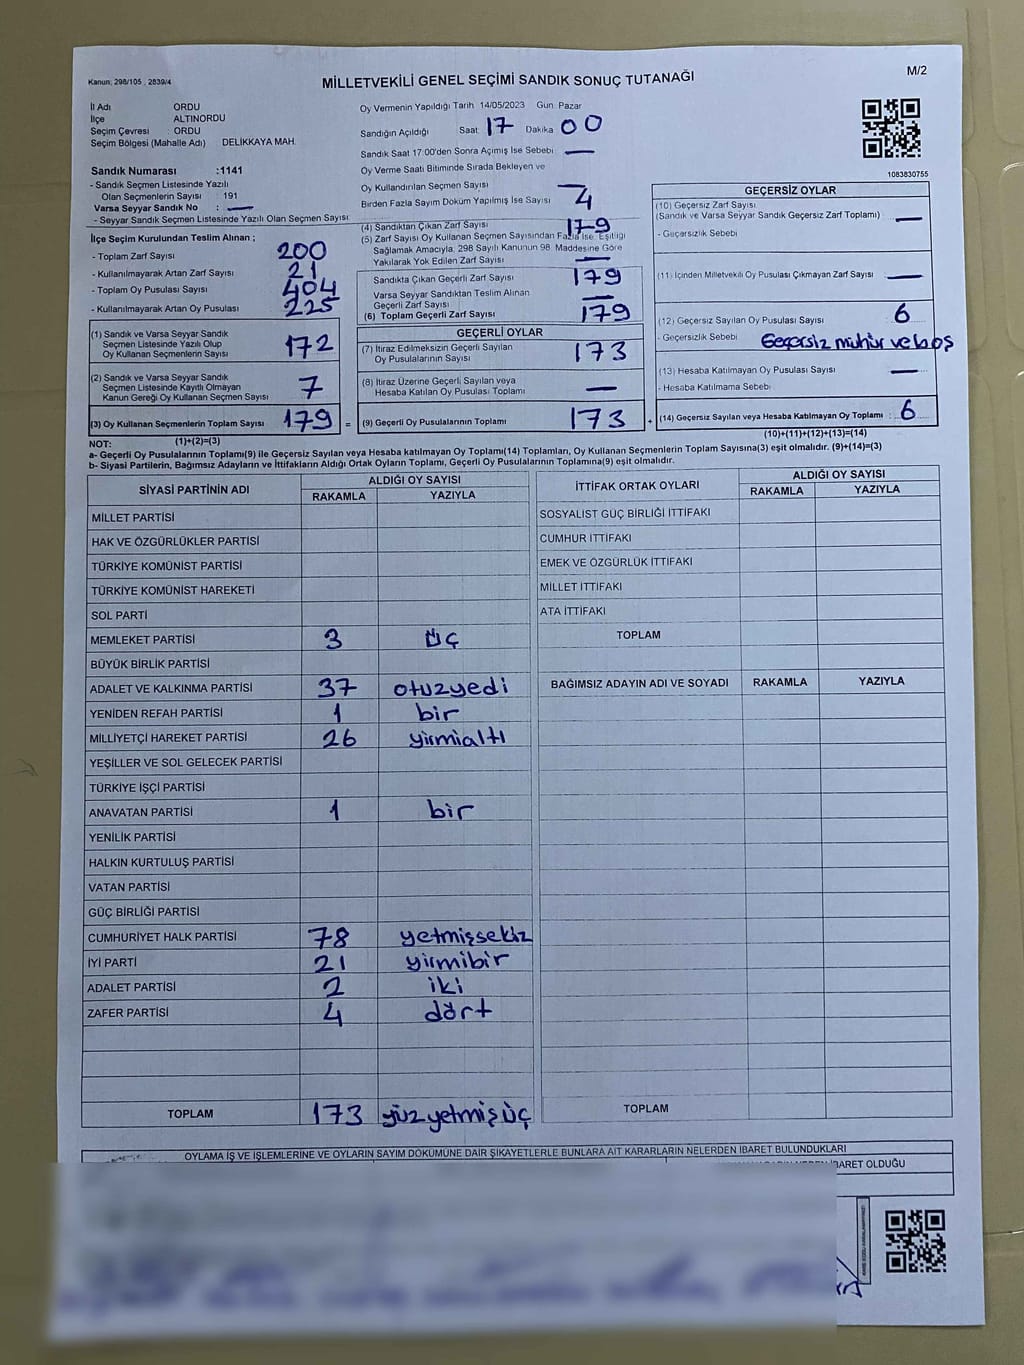 Kanun; 298/105 , 2839/4
MİLLETVEKİLİ GENEL SEÇİMİ SANDIK SONUÇ TUTANAĞI
M/2
İl Adı ORDU
İlçe ALTINORDU
Seçim Çevresi ORDU
Seçim Bölgesi (Mahalle Adı) DELİKKAYA MAH.
Sandık Numarası :1141
- Sandık Seçmen Listesinde Yazılı
Olan Seçmenlerin Sayısı : 191
Varsa Seyyar Sandık No : —
- Seyyar Sandık Seçmen Listesinde Yazılı Olan Seçmen Sayısı
Oy Vermenin Yapıldığı Tarih 14/05/2023 Gün: Pazar
Sandığın Açıldığı Saat 17 Dakika 00
Sandık Saat 17:00'den Sonra Açımış İse Sebebi —
Oy Verme Saati Bitiminde Sırada Bekleyen ve
Oy Kullandırılan Seçmen Sayısı —
Birden Fazla Sayım Döküm Yapılmış İse Sayısı 4
1083830755
İlçe Seçim Kurulundan Teslim Alınan ;
- Toplam Zarf Sayısı 200
- Kullanılmayarak Artan Zarf Sayısı 21
- Toplam Oy Pusulası Sayısı 404
- Kullanılmayarak Artan Oy Pusulası 225
(1) Sandık ve Varsa Seyyar Sandık
Seçmen Listesinde Yazılı Olup
Oy Kullanan Seçmenlerin Sayısı 172
(2) Sandık ve Varsa Seyyar Sandık
Seçmen Listesinde Kayıtlı Olmayan
Kanun Gereği Oy Kullanan Seçmen Sayısı 7
(3) Oy Kullanan Seçmenlerin Toplam Sayısı 179 =
(4) Sandıktan Çıkan Zarf Sayısı 179
(5) Zarf Sayısı Oy Kullanan Seçmen Sayısından Fazla İse, Eşitliği
Sağlamak Amacıyla, 298 Sayılı Kanunun 98. Maddesine Göre
Yakılarak Yok Edilen Zarf Sayısı —
Sandıkta Çıkan Geçerli Zarf Sayısı 179
Varsa Seyyar Sandıktan Teslim Alınan
Geçerli Zarf Sayısı —
(6) Toplam Geçerli Zarf Sayısı 179
GEÇERLİ OYLAR
(7) İtiraz Edilmeksizin Geçerli Sayılan
Oy Pusulalarının Sayısı 173
(8) İtiraz Üzerine Geçerli Sayılan veya
Hesaba Katılan Oy Pusulası Toplamı —
(9) Geçerli Oy Pusulalarının Toplamı 173 +
GEÇERSİZ OYLAR
(10) Geçersiz Zarf Sayısı
(Sandık ve Varsa Seyyar Sandık Geçersiz Zarf Toplamı) —
- Geçersizlik Sebebi
(11) İçinden Milletvekili Oy Pusulası Çıkmayan Zarf Sayısı —
(12) Geçersiz Sayılan Oy Pusulası Sayısı 6
- Geçersizlik Sebebi Geçersiz mühür ve boş
(13) Hesaba Katılmayan Oy Pusulası Sayısı —
- Hesaba Katılmama Sebebi
(14) Geçersiz Sayılan veya Hesaba Katılmayan Oy Toplamı : 6
NOT: (1)+(2)=(3)
(10)+(11)+(12)+(13)=(14)
a- Geçerli Oy Pusulalarının Toplamı(9) ile Geçersiz Sayılan veya Hesaba katılmayan Oy Toplamı(14) Toplamları, Oy Kullanan Seçmenlerin Toplam Sayısına(3) eşit olmalıdır. (9)+(14)=(3)
b- Siyasi Partilerin, Bağımsız Adayların ve İttifakların Aldığı Ortak Oyların Toplamı, Geçerli Oy Pusulalarının Toplamına(9) eşit olmalıdır.
SİYASİ PARTİNİN ADI ALDIĞI OY SAYISI
RAKAMLA YAZIYLA
MİLLET PARTİSİ
HAK VE ÖZGÜRLÜKLER PARTİSİ
TÜRKİYE KOMÜNİST PARTİSİ
TÜRKİYE KOMÜNİST HAREKETİ
SOL PARTİ
MEMLEKET PARTİSİ 3 üç
BÜYÜK BİRLİK PARTİSİ
ADALET VE KALKINMA PARTİSİ 37 otuzyedi
YENİDEN REFAH PARTİSİ 1 bir
MİLLİYETÇİ HAREKET PARTİSİ 26 yirmialtı
YEŞİLLER VE SOL GELECEK PARTİSİ
TÜRKİYE İŞÇİ PARTİSİ
ANAVATAN PARTİSİ 1 bir
YENİLİK PARTİSİ
HALKIN KURTULUŞ PARTİSİ
VATAN PARTİSİ
GÜÇ BİRLİĞİ PARTİSİ
CUMHURİYET HALK PARTİSİ 78 yetmişsekiz
İYİ PARTİ 21 yirmibir
ADALET PARTİSİ 2 iki
ZAFER PARTİSİ 4 dört
TOPLAM 173 yüzyetmişüç
İTTİFAK ORTAK OYLARI ALDIĞI OY SAYISI
RAKAMLA YAZIYLA
SOSYALİST GÜÇ BİRLİĞİ İTTİFAKI
CUMHUR İTTİFAKI
EMEK VE ÖZGÜRLÜK İTTİFAKI
MİLLET İTTİFAKI
ATA İTTİFAKI
TOPLAM
BAĞIMSIZ ADAYIN ADI VE SOYADI RAKAMLA YAZIYLA
TOPLAM
OYLAMA İŞ VE İŞLEMLERİNE VE OYLARIN SAYIM DÖKÜMÜNE DAİR ŞİKAYETLERLE BUNLARA AİT KARARLARIN NELERDEN İBARET BULUNDUKLARI
NEDEN İBARET OLDUĞU